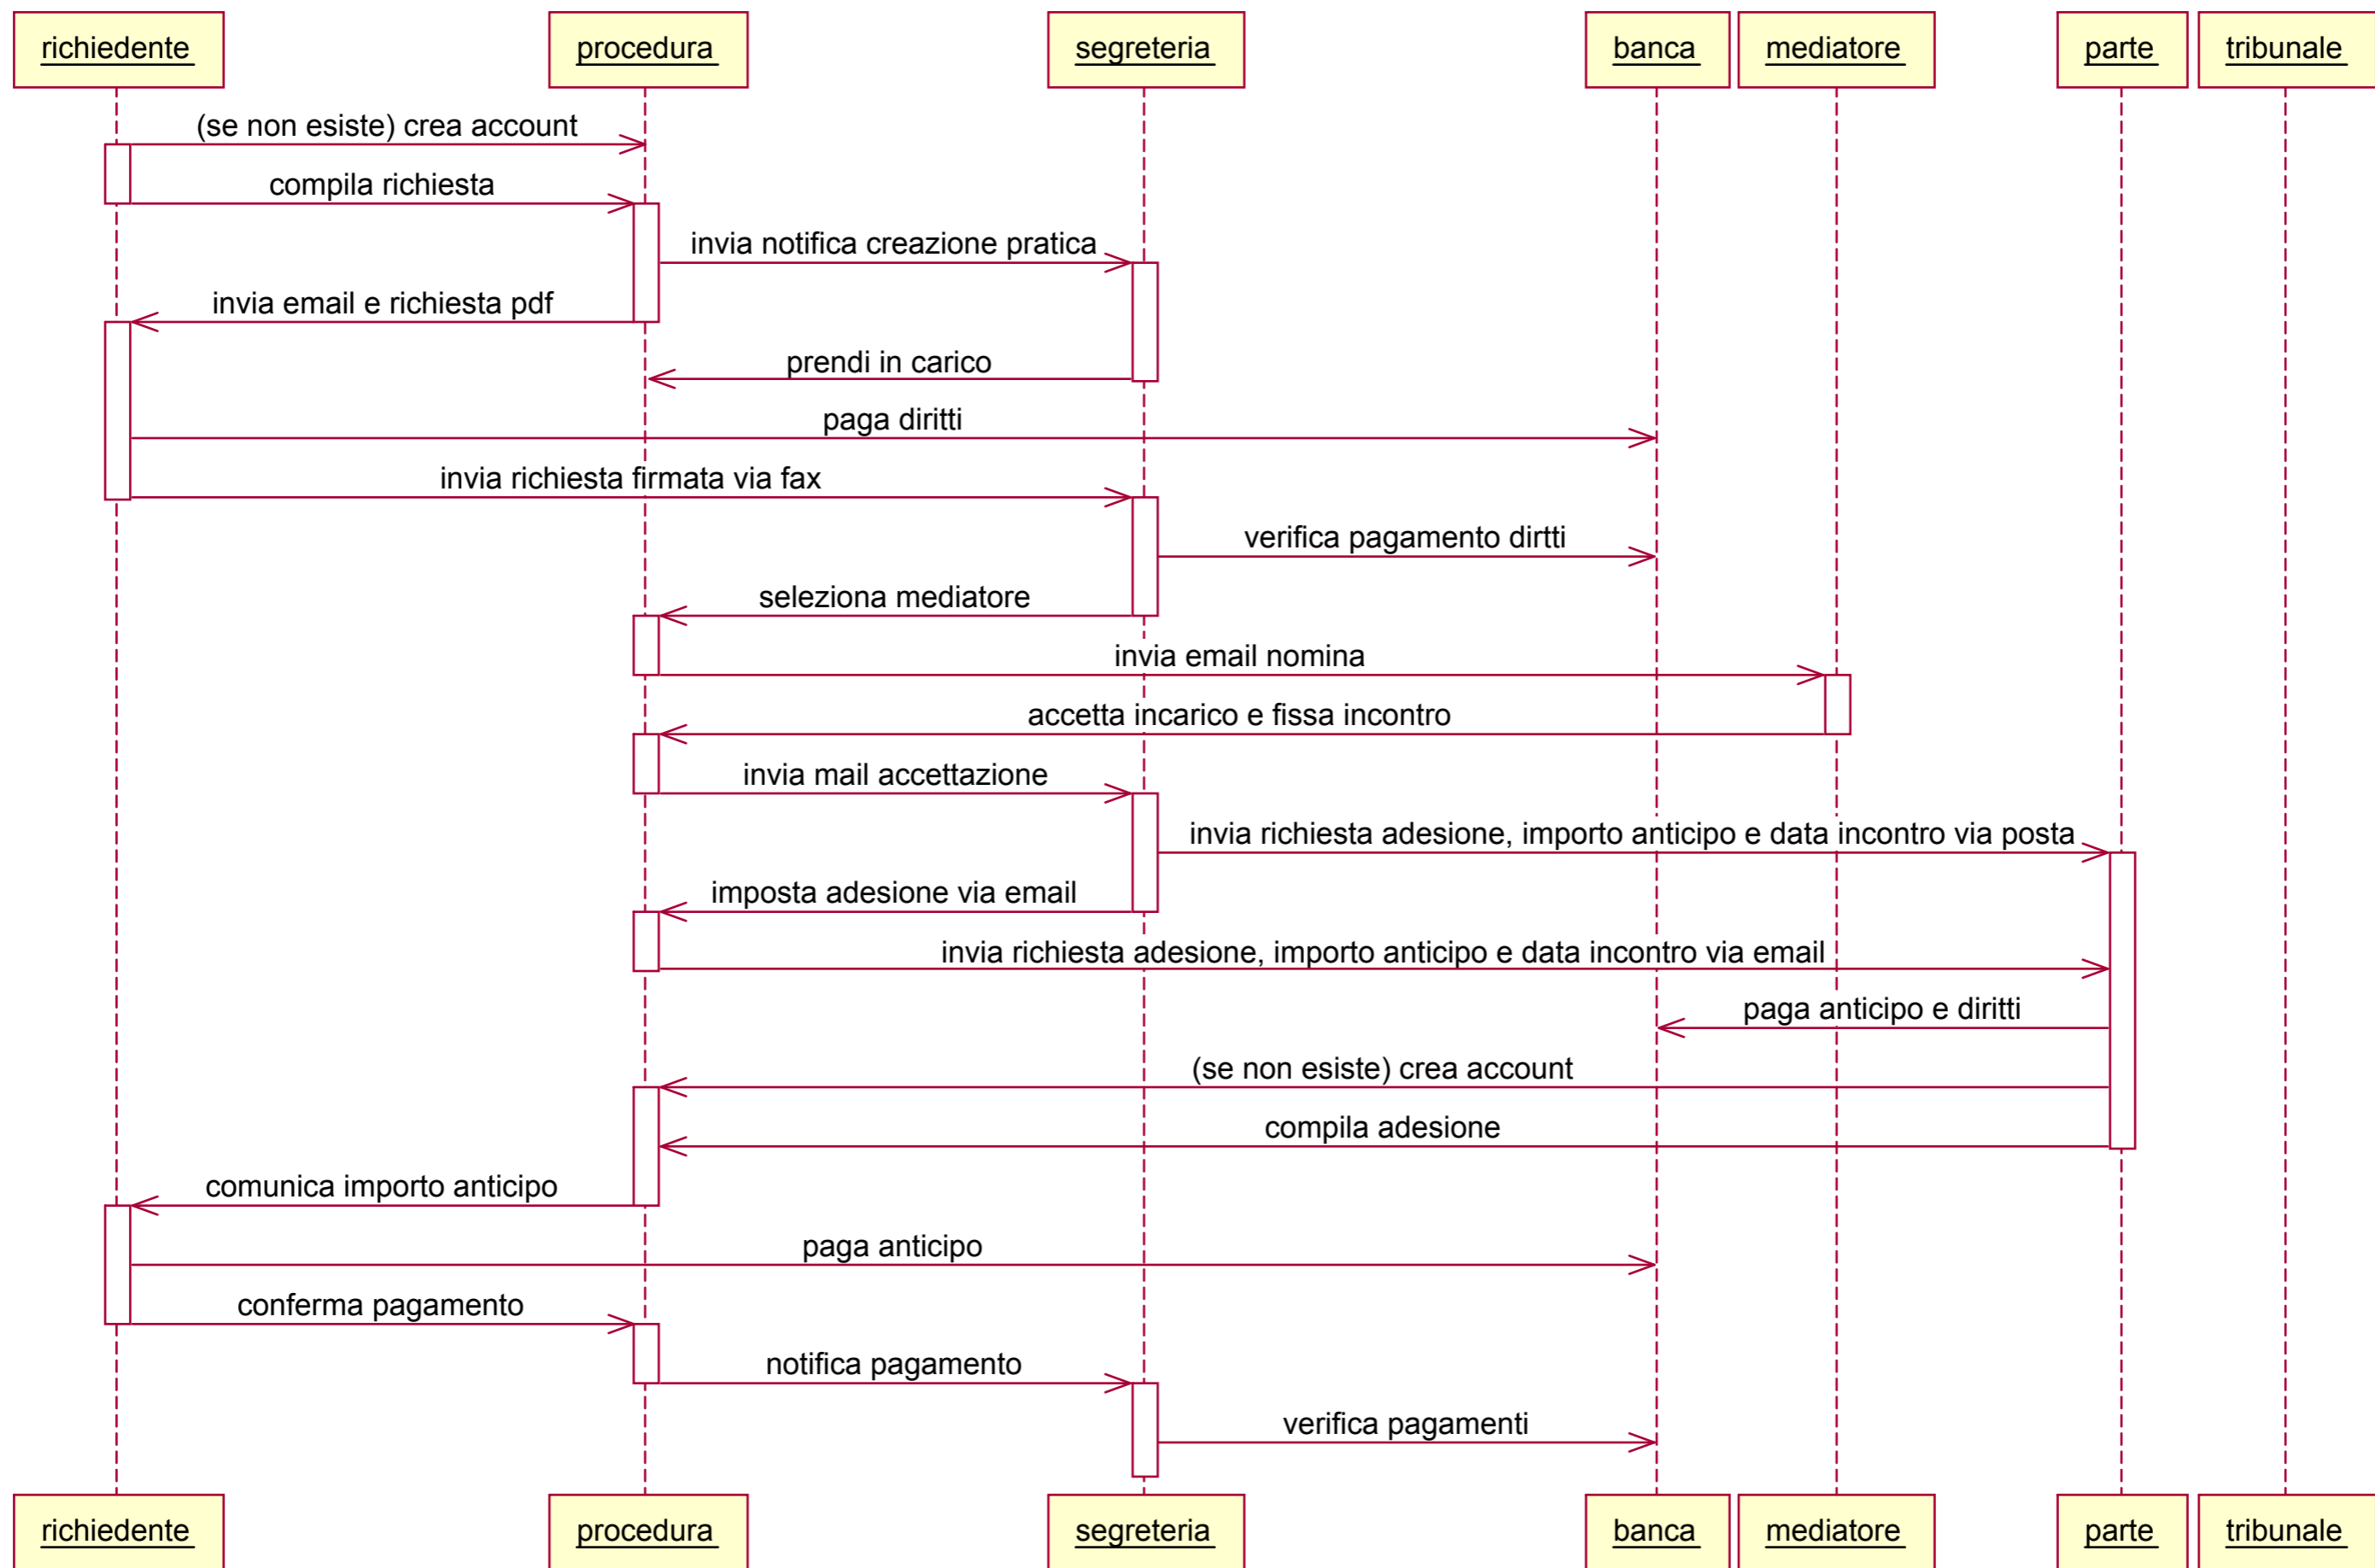 richiedente
procedura
segreteria
banca
mediatore
parte
tribunale
(se non esiste) crea account
compila richiesta
invia notifica creazione pratica
invia email e richiesta pdf
prendi in carico
paga diritti
invia richiesta firmata via fax
verifica pagamento dirtti
seleziona mediatore
invia email nomina
accetta incarico e fissa incontro
invia mail accettazione
invia richiesta adesione, importo anticipo e data incontro via posta
imposta adesione via email
invia richiesta adesione, importo anticipo e data incontro via email
paga anticipo e diritti
(se non esiste) crea account
compila adesione
comunica importo anticipo
paga anticipo
conferma pagamento
notifica pagamento
verifica pagamenti
richiedente
procedura
segreteria
banca
mediatore
parte
tribunale